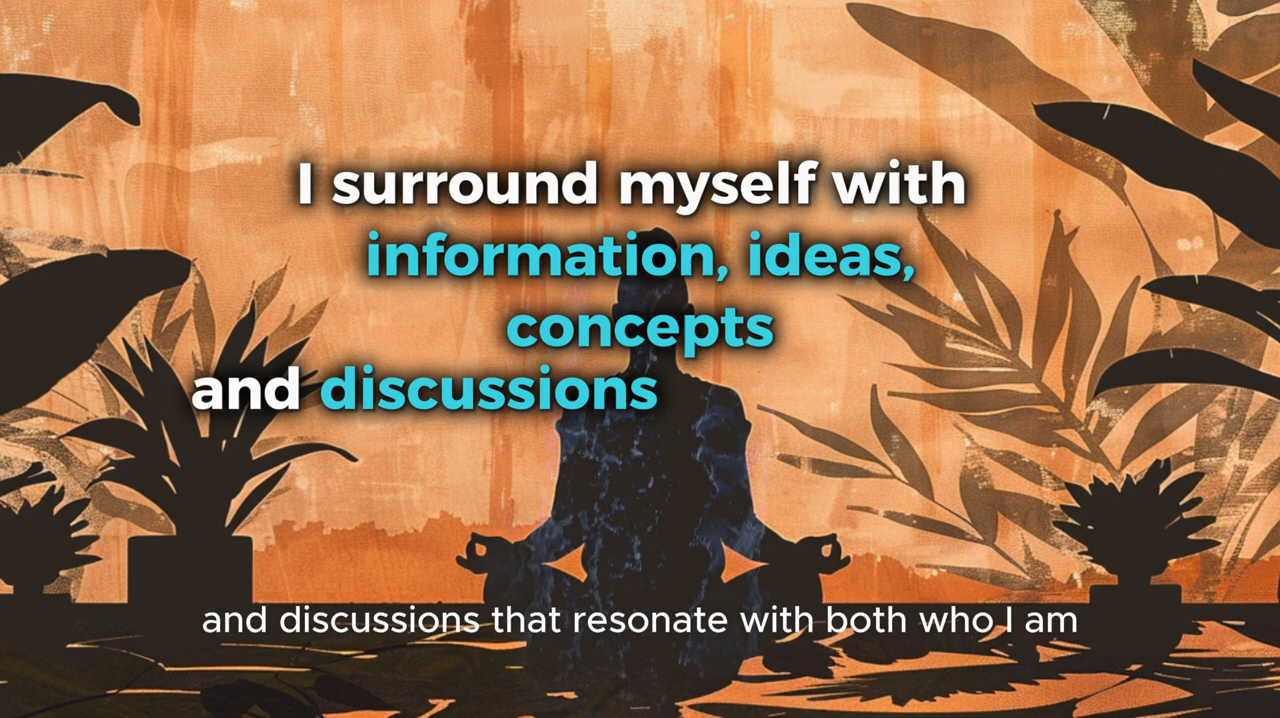 I surround myself with
information, ideas,
concepts
and discussions
and discussions that resonate with both who I am